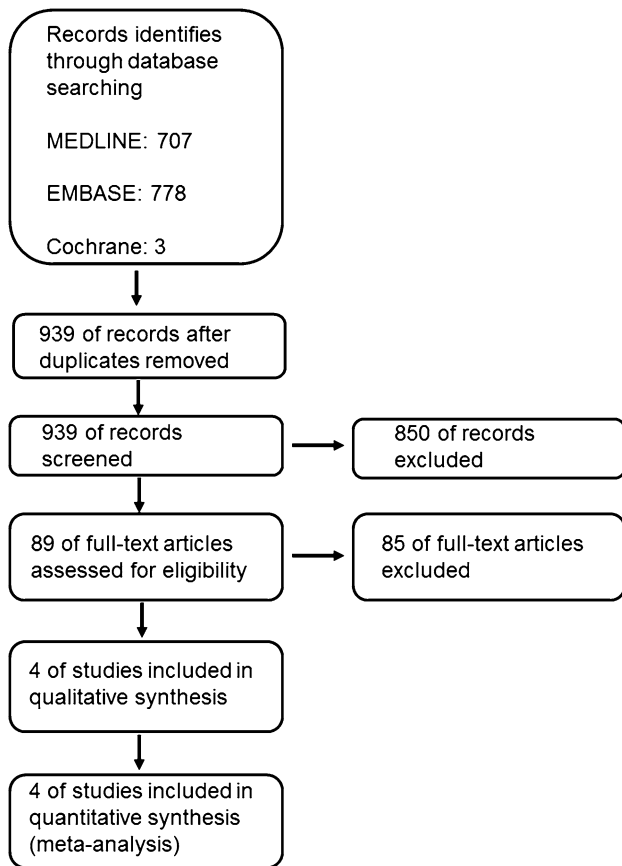 Records identifies
through database
searching
MEDLINE: 707
EMBASE: 778
Cochrane: 3
939 of records after
duplicates removed
939 of records
screened
850 of records
excluded
89 of full-text articles
assessed for eligibility
85 of full-text articles
excluded
4 of studies included in
qualitative synthesis
4 of studies included in
quantitative synthesis
(meta-analysis)